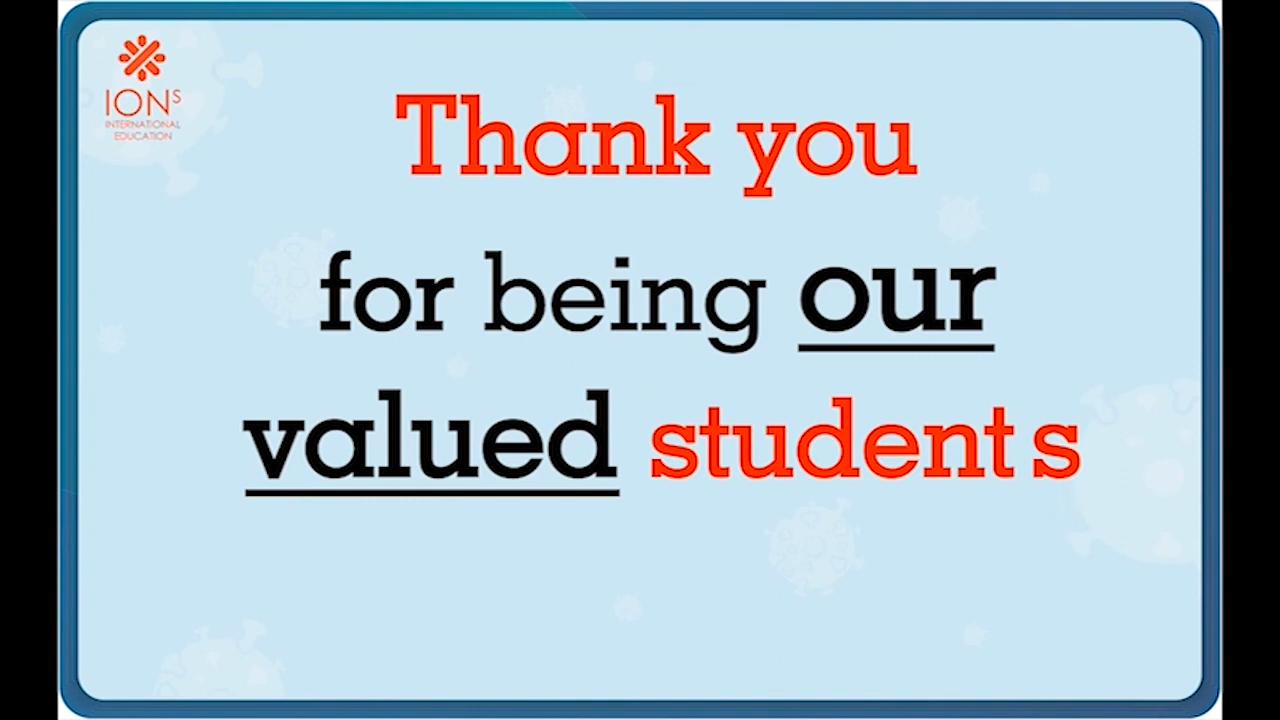 IONS
INTERNATIONAL
EDUCATION
Thank you
for being our
valued students